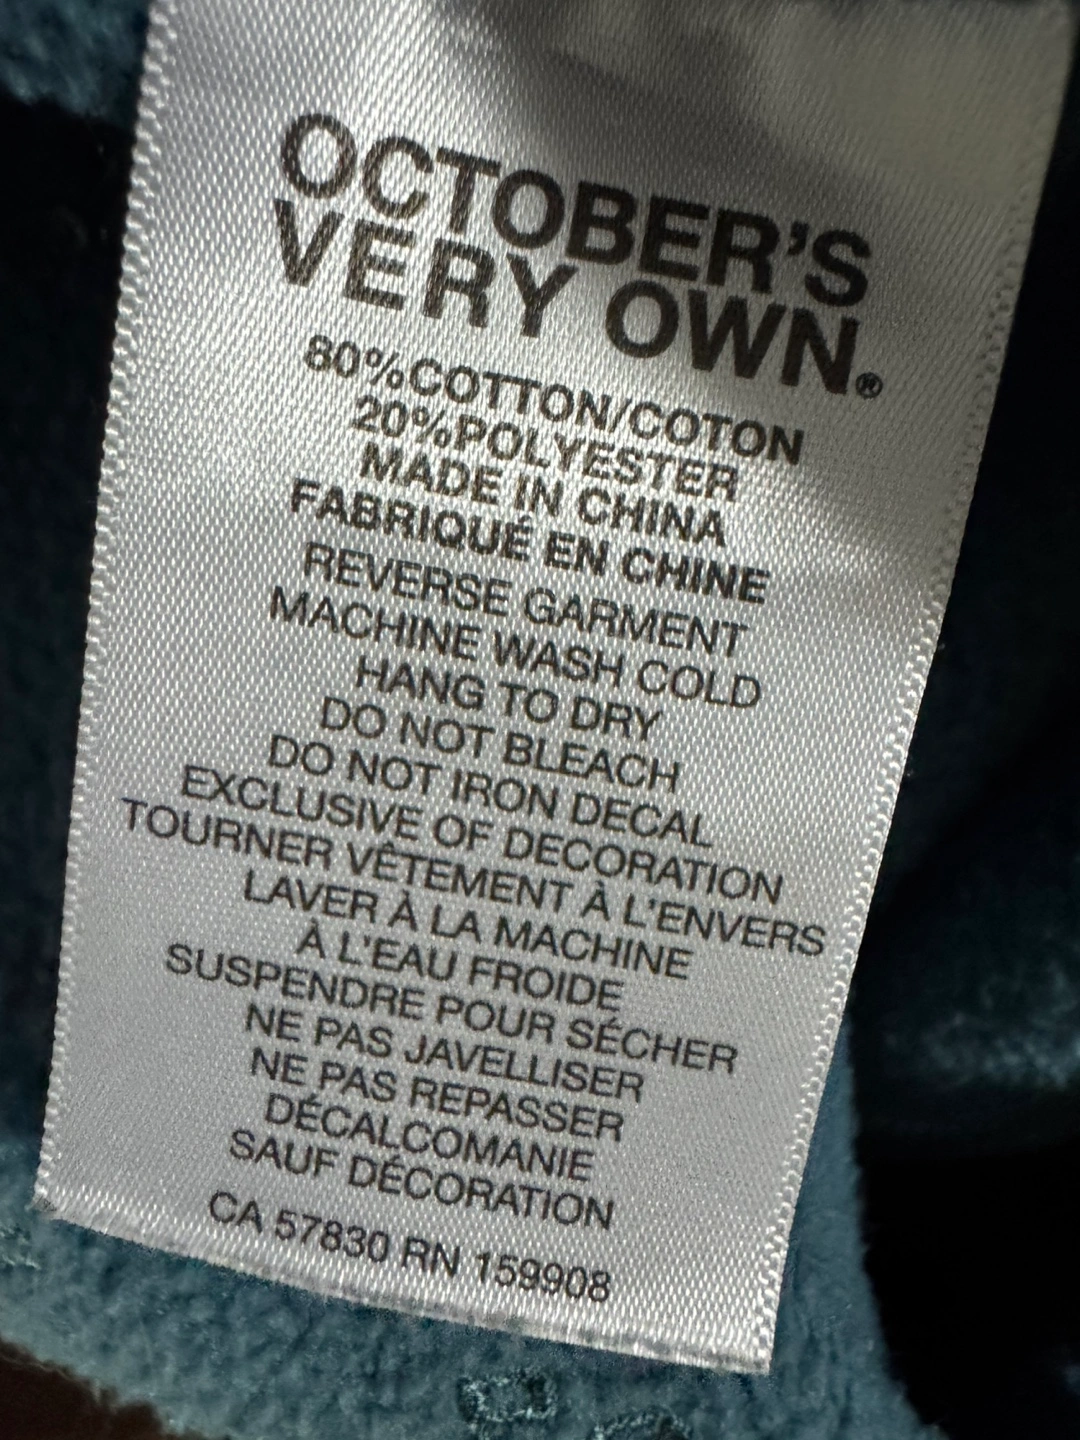 OCTOBER'S
VERY OWN®
80%COTTON/COTON
20%POLYESTER
MADE IN CHINA
FABRIQUÉ EN CHINE
REVERSE GARMENT
MACHINE WASH COLD
HANG TO DRY
DO NOT BLEACH
DO NOT IRON DECAL
EXCLUSIVE OF DECORATION
TOURNER VÊTEMENT À L'ENVERS
LAVER À LA MACHINE
À L'EAU FROIDE
SUSPENDRE POUR SÉCHER
NE PAS JAVELLISER
NE PAS REPASSER
DÉCALCOMANIE
SAUF DÉCORATION
CA 57830 RN 159908